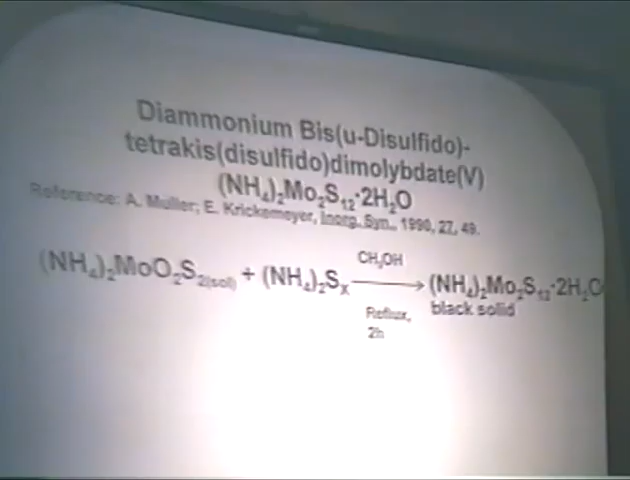 Diammonium Bis(u-Disulfido)-
tetrakis(disulfido)dimolybdate(V)
(NH₄)₂Mo₂S₁₂·2H₂O
Reference: A. Muller; E. Krickemeyer, Inorg. Syn., 1990, 27, 49.
(NH₄)₂MoO₂S₂(sol) + (NH₄)₂Sₓ ⟶ (NH₄)₂Mo₂S₁₂·2H₂O
CH₃OH
Reflux,
2h
black solid